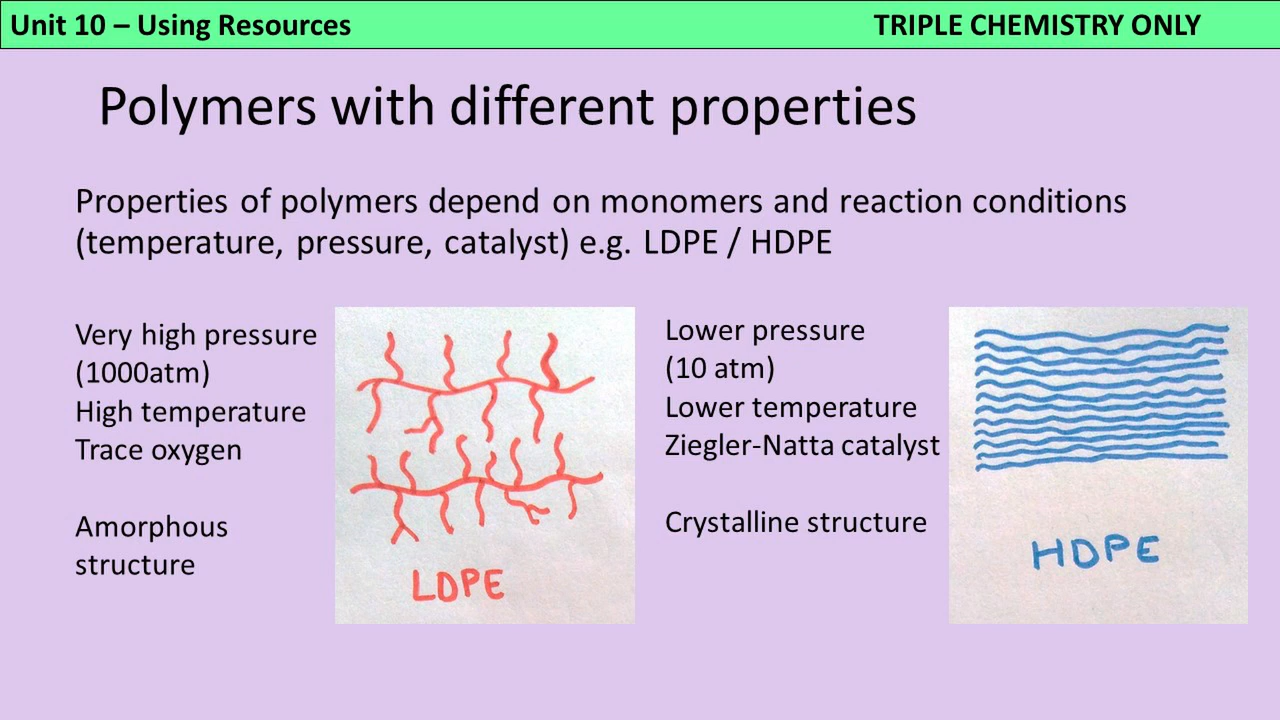 Unit 10 – Using Resources
TRIPLE CHEMISTRY ONLY
Polymers with different properties
Properties of polymers depend on monomers and reaction conditions
(temperature, pressure, catalyst) e.g. LDPE / HDPE
Very high pressure
(1000atm)
High temperature
Trace oxygen
Amorphous
structure
LDPE
Lower pressure
(10 atm)
Lower temperature
Ziegler-Natta catalyst
Crystalline structure
HDPE